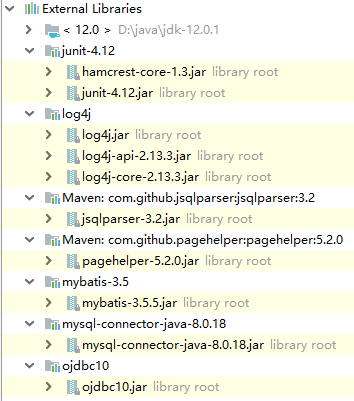 External Libraries
< 12.0 > D:\java\jdk-12.0.1
junit-4.12
hamcrest-core-1.3.jar library root
junit-4.12.jar library root
log4j
log4j.jar library root
log4j-api-2.13.3.jar library root
log4j-core-2.13.3.jar library root
Maven: com.github.jsqlparser:jsqlparser:3.2
jsqlparser-3.2.jar library root
Maven: com.github.pagehelper:pagehelper:5.2.0
pagehelper-5.2.0.jar library root
mybatis-3.5
mybatis-3.5.5.jar library root
mysql-connector-java-8.0.18
mysql-connector-java-8.0.18.jar library root
ojdbc10
ojdbc10.jar library root